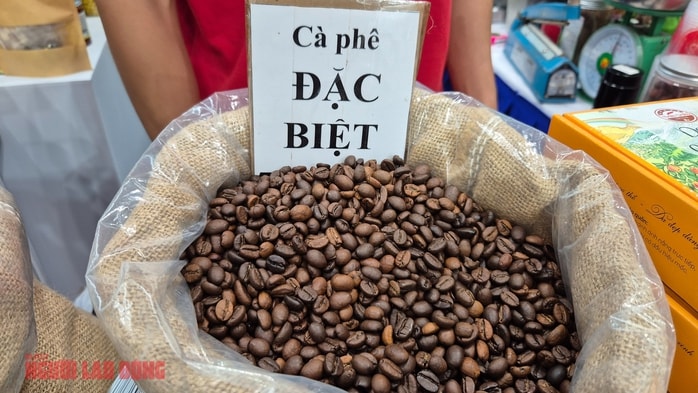 Cà phê
ĐẶC
BIỆT
NGƯỜI LAO ĐỘNG